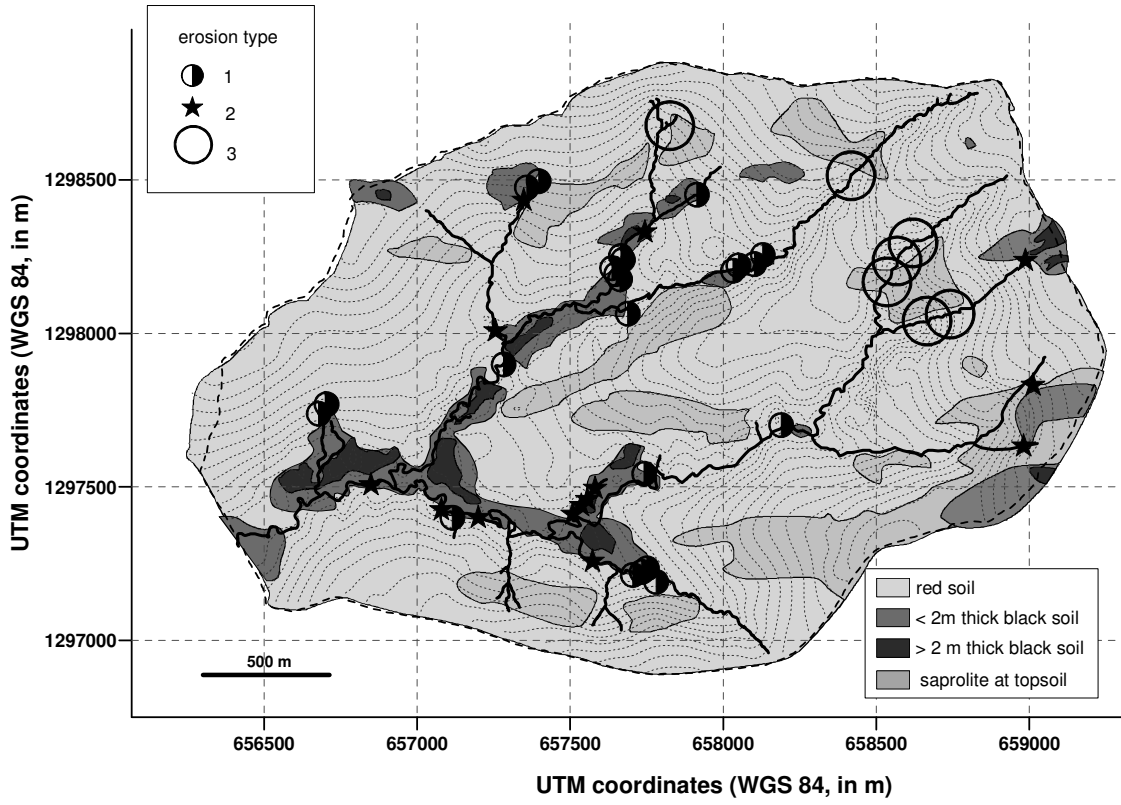 erosion type
1
2
3
1298500
1298000
1297500
1297000
UTM coordinates (WGS 84, in m)
500 m
red soil
< 2m thick black soil
> 2 m thick black soil
saprolite at topsoil
656500 657000 657500 658000 658500 659000
UTM coordinates (WGS 84, in m)